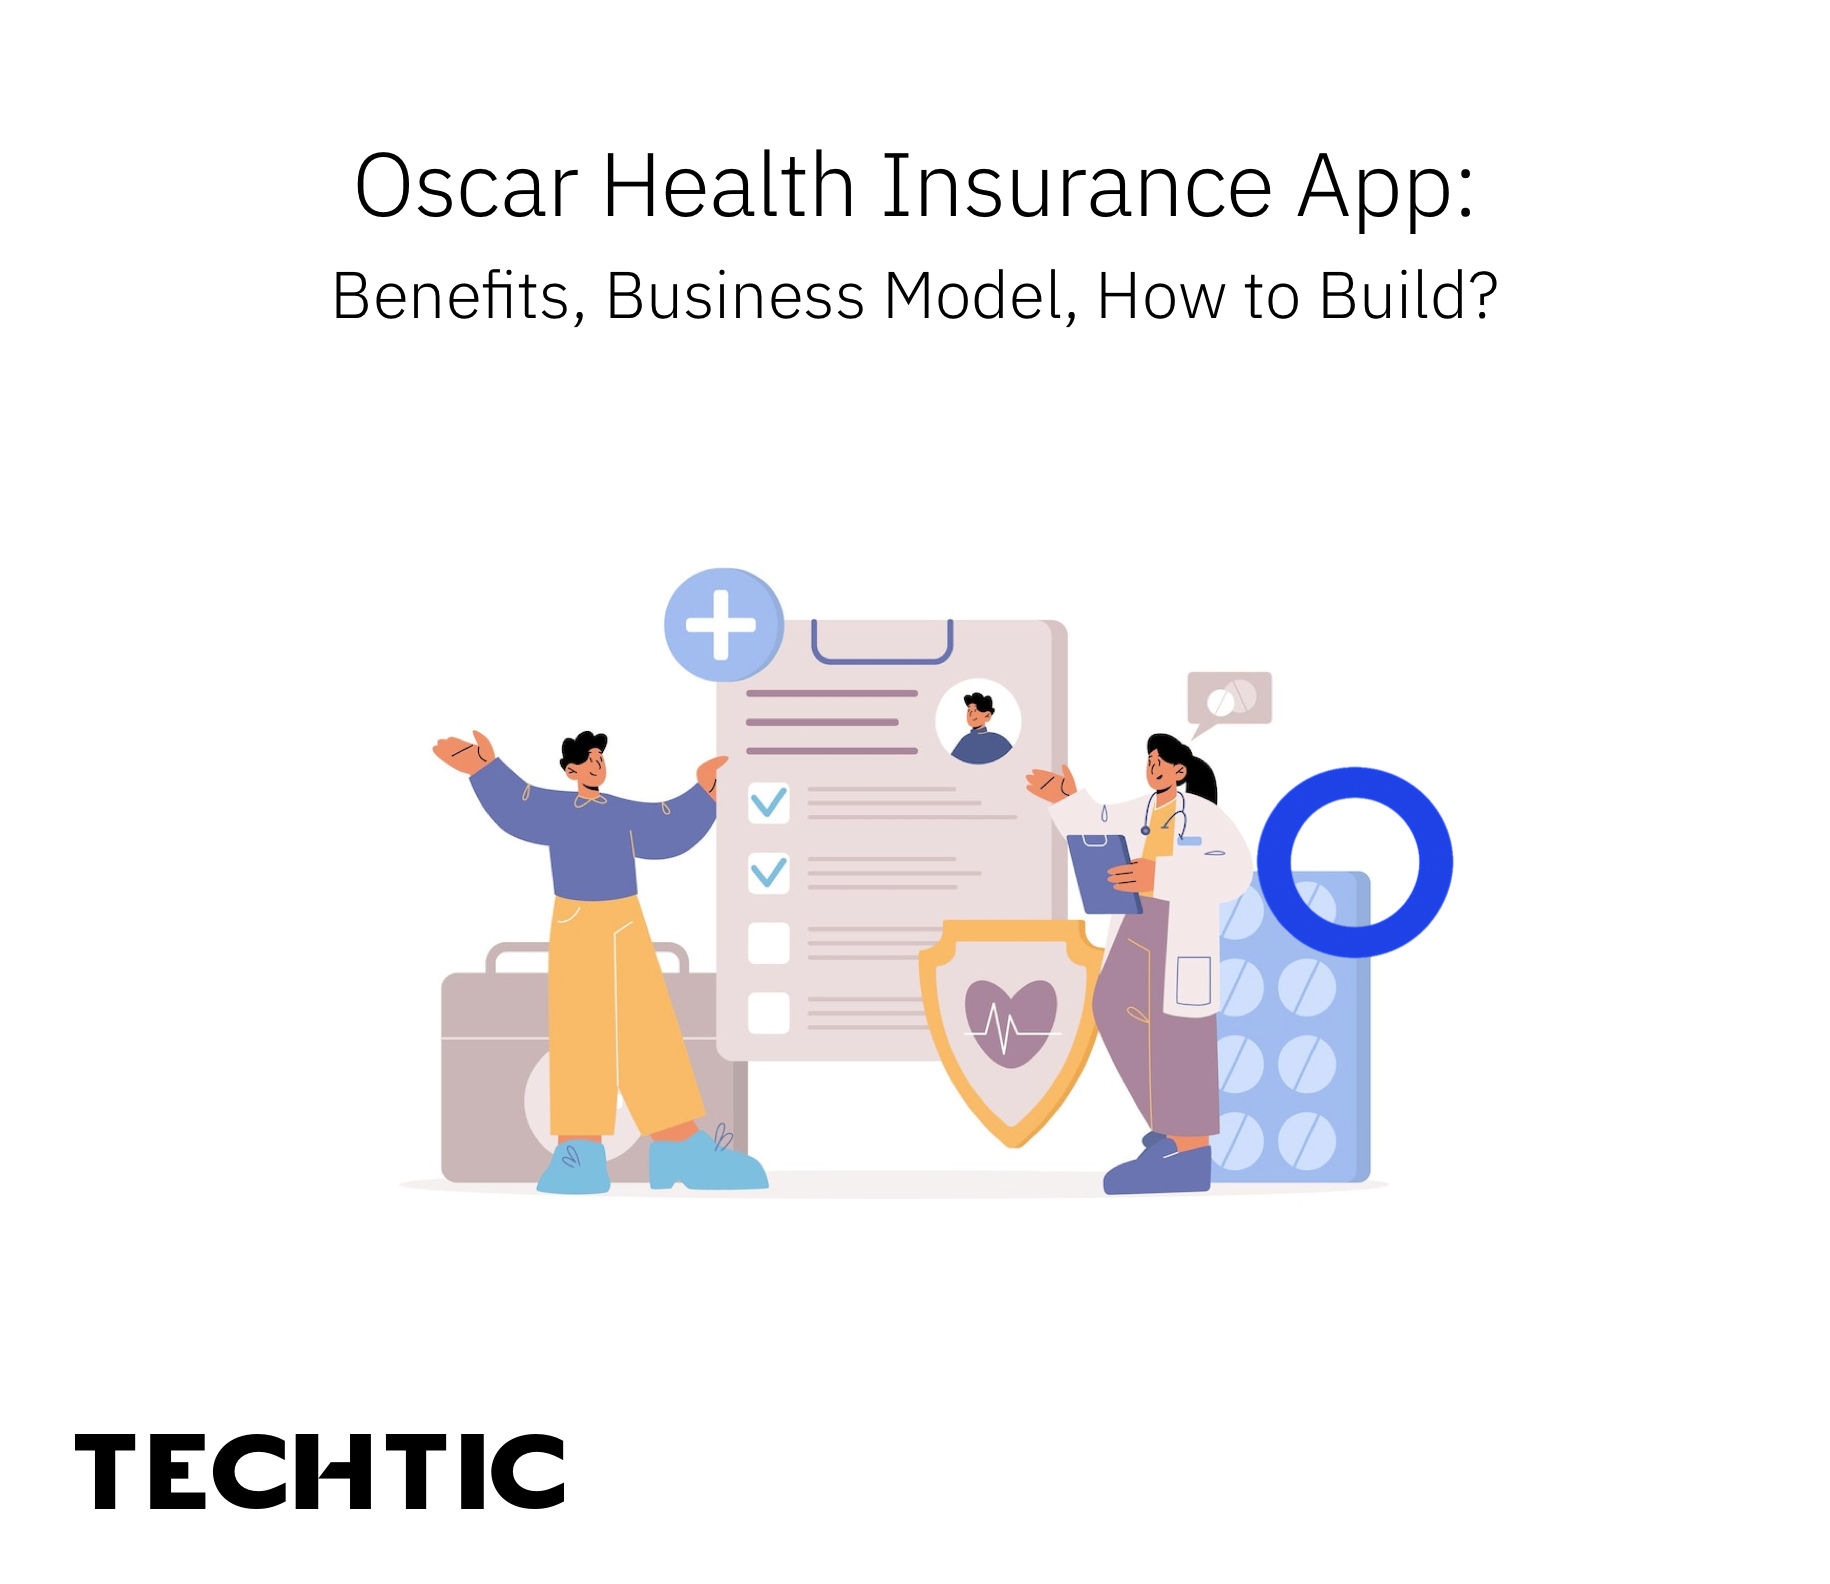 Oscar Health Insurance App:
Benefits, Business Model, How to Build?
TECHTIC